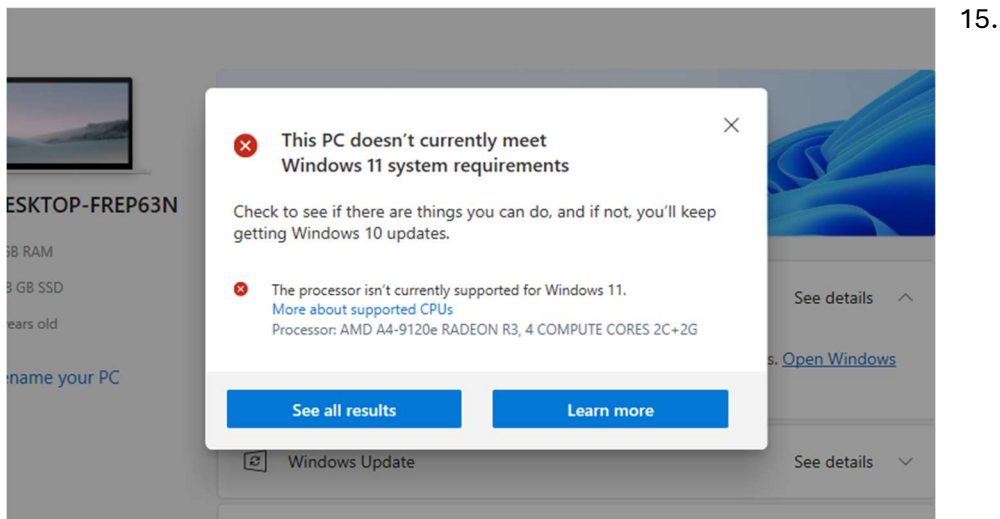 15.
This PC doesn't currently meet
Windows 11 system requirements
Check to see if there are things you can do, and if not, you'll keep
getting Windows 10 updates.
The processor isn't currently supported for Windows 11.
More about supported CPUs
Processor: AMD A4-9120e RADEON R3, 4 COMPUTE CORES 2C+2G
See all results
Learn more
ESKTOP-FREP63N
GB RAM
GB SSD
ears old
ename your PC
See details
s. Open Windows
Windows Update
See details